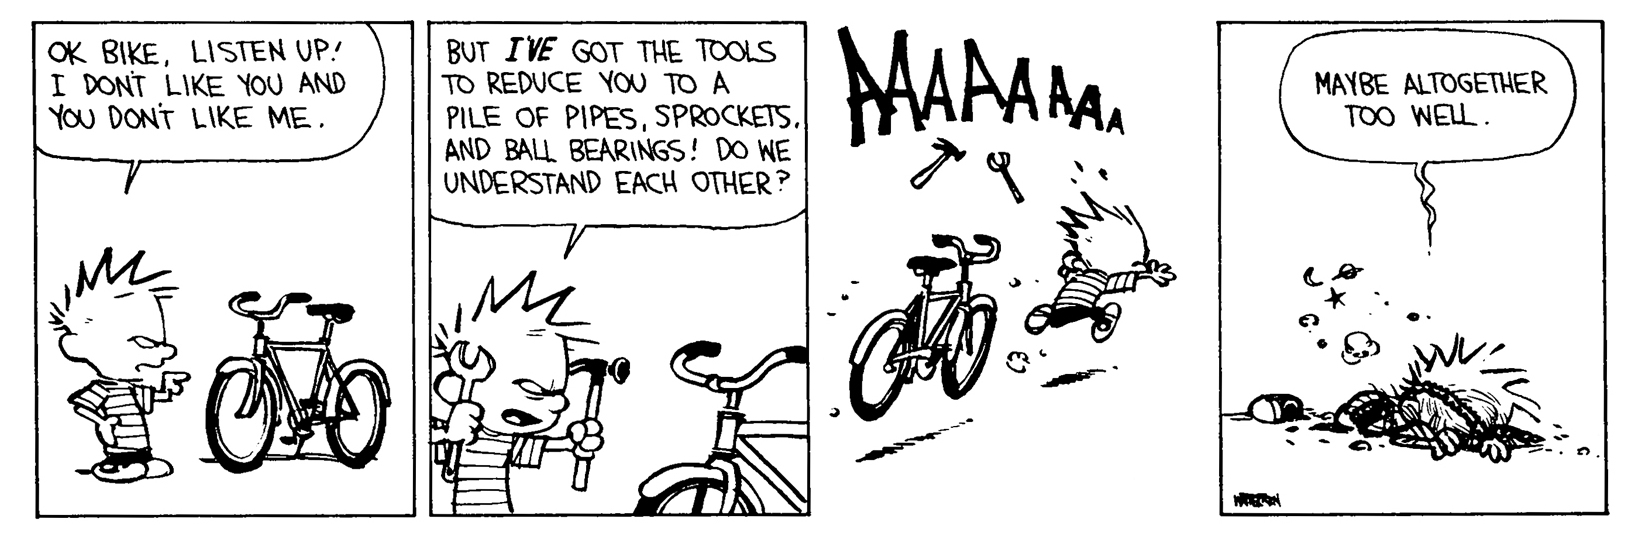 OK BIKE, LISTEN UP!
I DON'T LIKE YOU AND
YOU DON'T LIKE ME.
BUT I'VE GOT THE TOOLS
TO REDUCE YOU TO A
PILE OF PIPES, SPROCKETS,
AND BALL BEARINGS! DO WE
UNDERSTAND EACH OTHER?
AAAAAAAA
MAYBE ALTOGETHER
TOO WELL.
WATTERSON